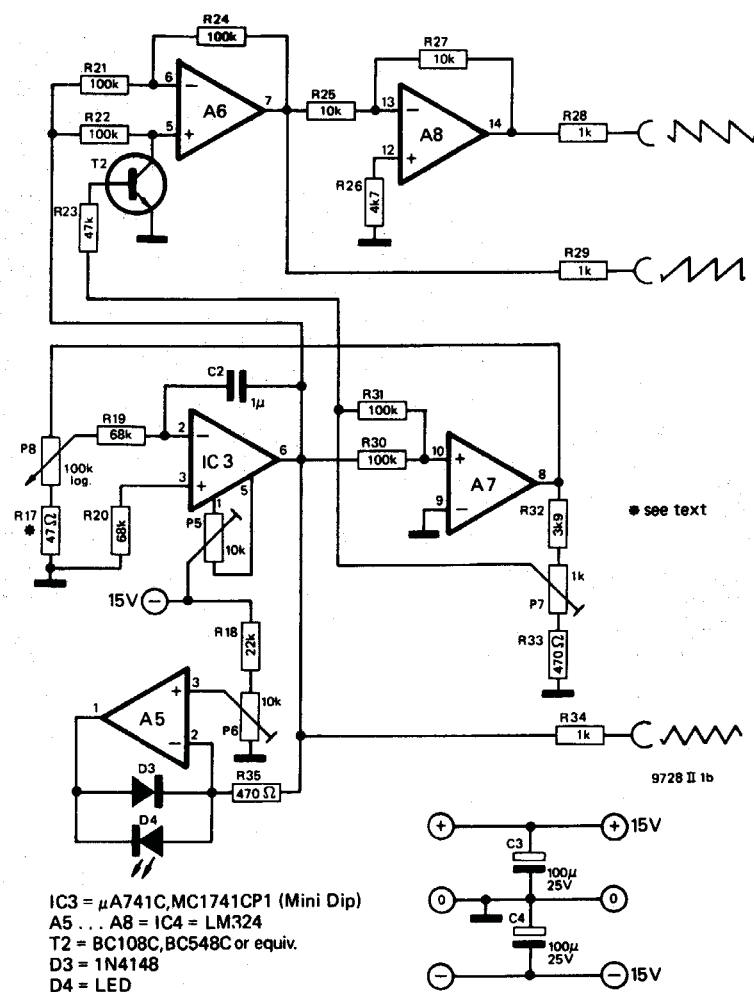 R24
100k
R21
100k
6
−
A6
7
R22
100k
5
+
T2
R23
47k
R25
10k
R27
10k
13
−
A8
14
12
+
R26
4k7
R28
1k
R29
1k
C2
1μ
R19
68k
2
−
IC 3
6
3
+
1
5
P8
100k
log.
R17
*
47Ω
R20
68k
P5
10k
15V
−
R31
100k
R30
100k
10
+
A7
8
9
−
R32
3k9
* see text
1k
P7
R33
470Ω
R18
22k
10k
P6
1
A5
+
3
−
2
D3
D4
R35
470 Ω
R34
1k
9728 II 1b
+
+
15V
C3
100μ
25V
0
0
C4
100μ
25V
−
−
15V
IC3 = μA741C,MC1741CP1 (Mini Dip)
A5 ... A8 = IC4 = LM324
T2 = BC108C,BC548C or equiv.
D3 = 1N4148
D4 = LED